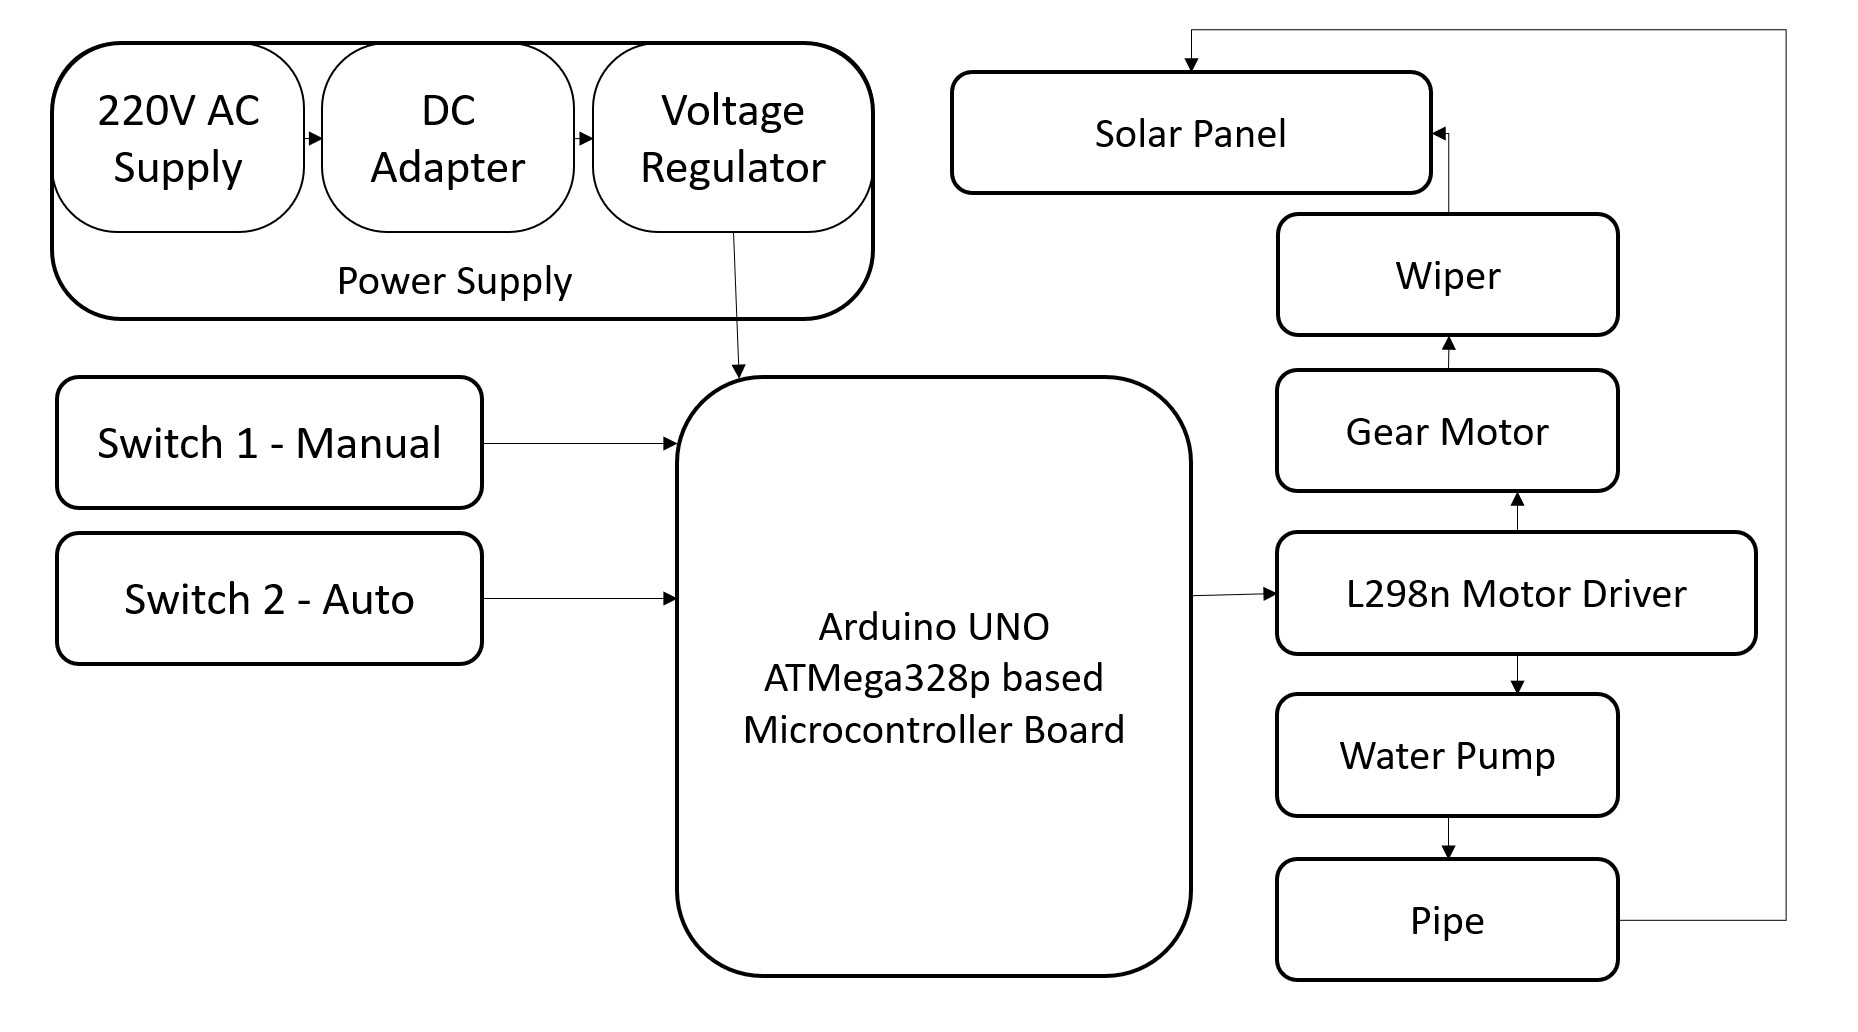 220V AC
Supply
DC
Adapter
Voltage
Regulator
Power Supply
Switch 1 - Manual
Switch 2 - Auto
Arduino UNO
ATMega328p based
Microcontroller Board
Solar Panel
Wiper
Gear Motor
L298n Motor Driver
Water Pump
Pipe